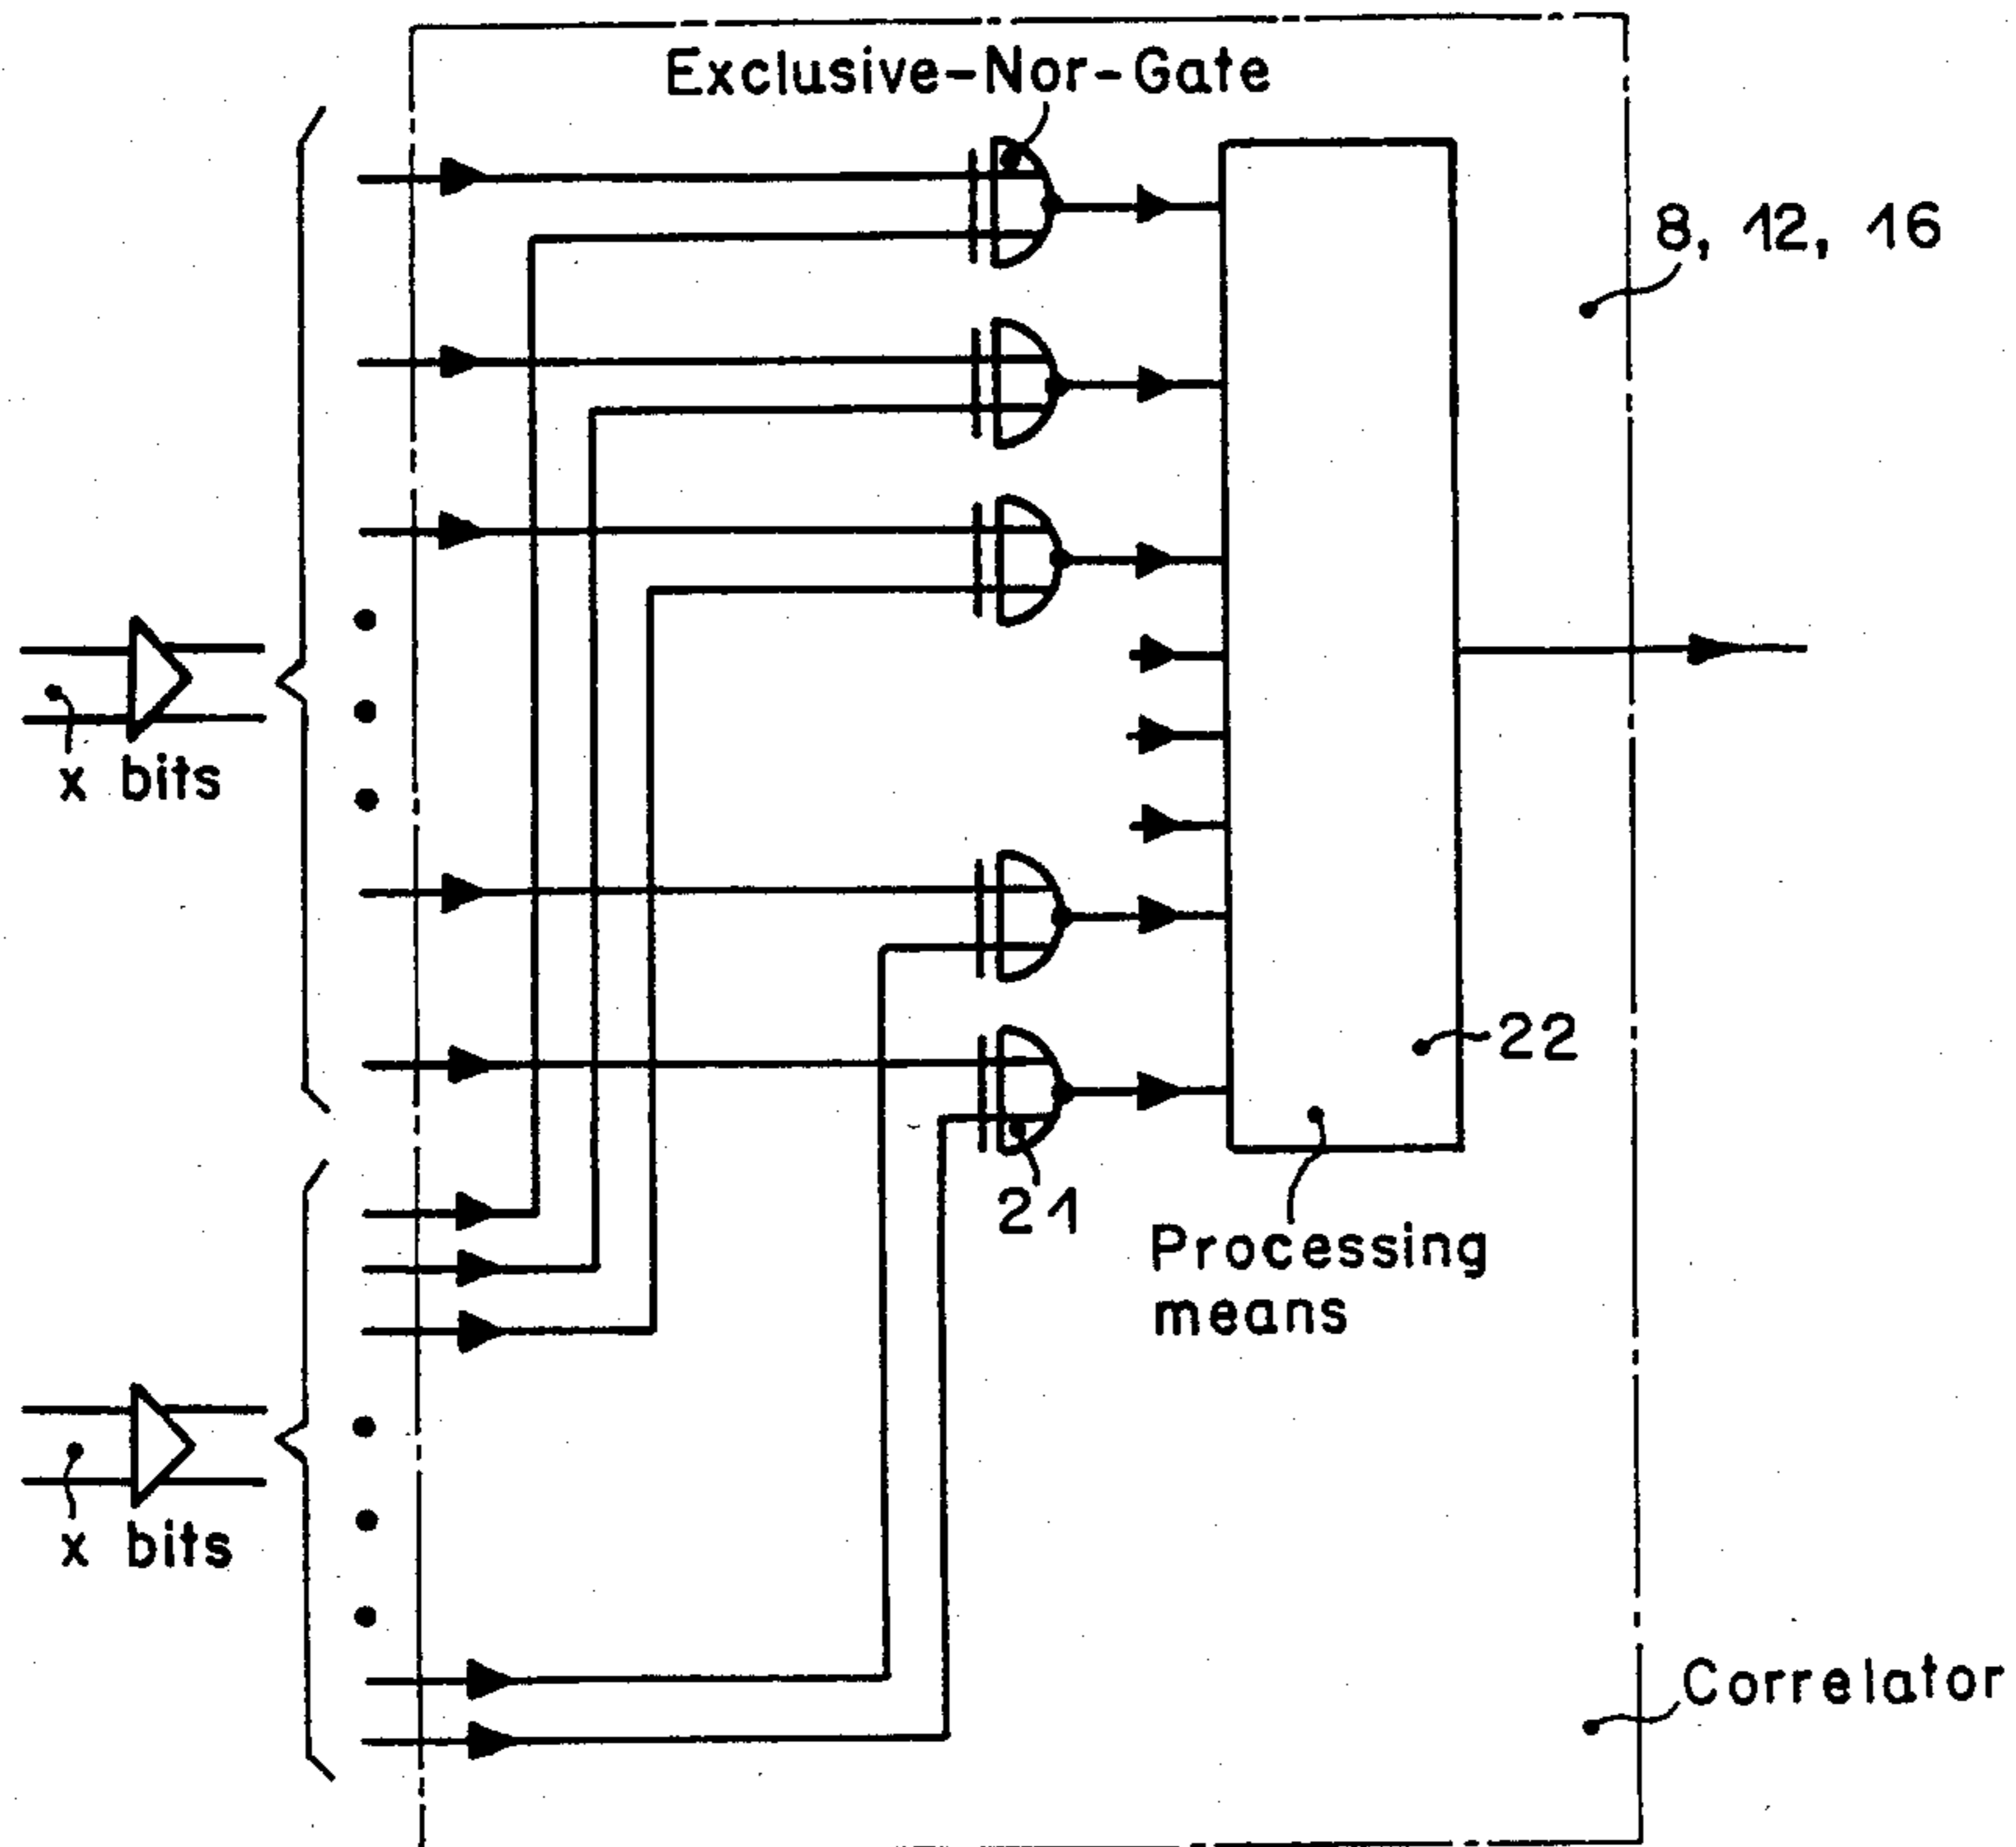 Exclusive-Nor-Gate
8, 12, 16
x bits
22
21
Processing
means
x bits
Correlator